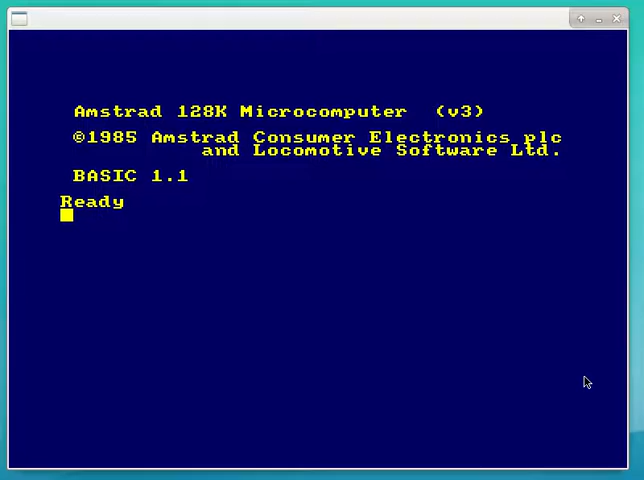 Amstrad 128K Microcomputer (v3)
©1985 Amstrad Consumer Electronics plc
and Locomotive Software Ltd.
BASIC 1.1
Ready